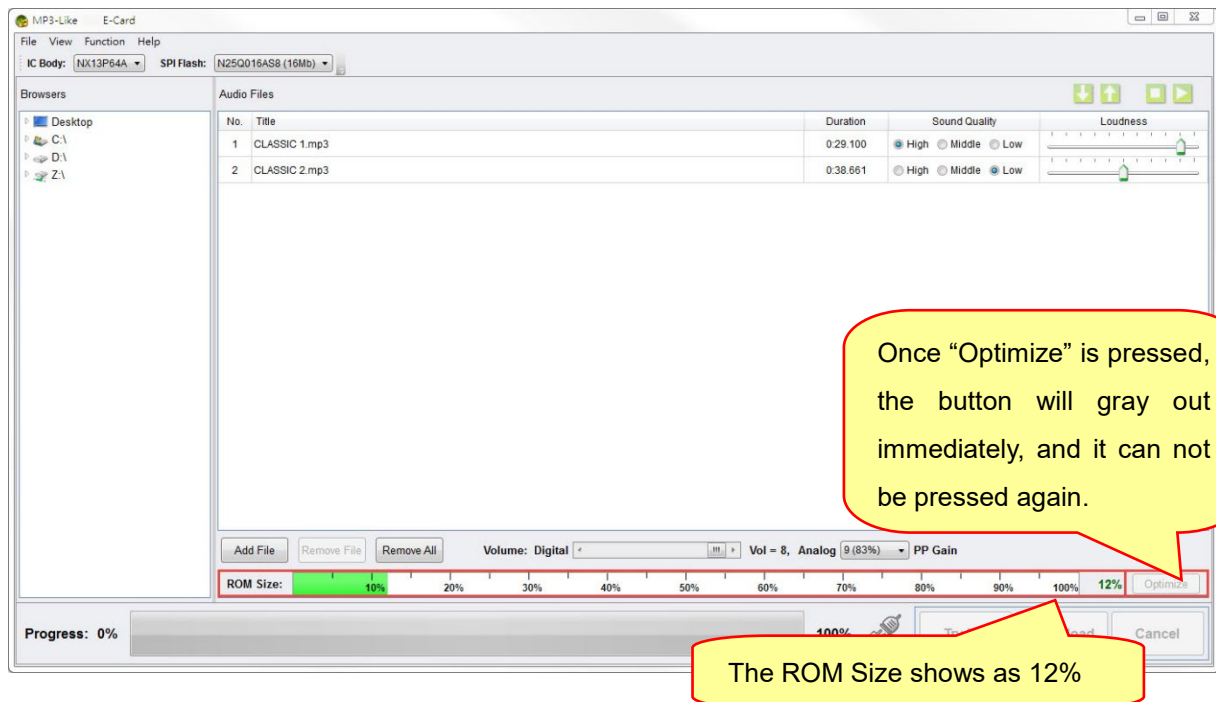 MP3-Like E-Card
File View Function Help
IC Body: NX13P64A SPI Flash: N25Q016AS8 (16Mb)
Browsers
Desktop
C:\
D:\
Z:\
Audio Files
No. Title Duration Sound Quality Loudness
1 CLASSIC 1.mp3 0:29.100 High Middle Low
2 CLASSIC 2.mp3 0:38.661 High Middle Low
Once “Optimize” is pressed,
the button will gray out
immediately, and it can not
be pressed again.
Add File Remove File Remove All Volume: Digital Vol = 8, Analog 9 (83%) PP Gain
ROM Size: 10% 20% 30% 40% 50% 60% 70% 80% 90% 100% 12% Optimize
Progress: 0% 100% Cancel
The ROM Size shows as 12%